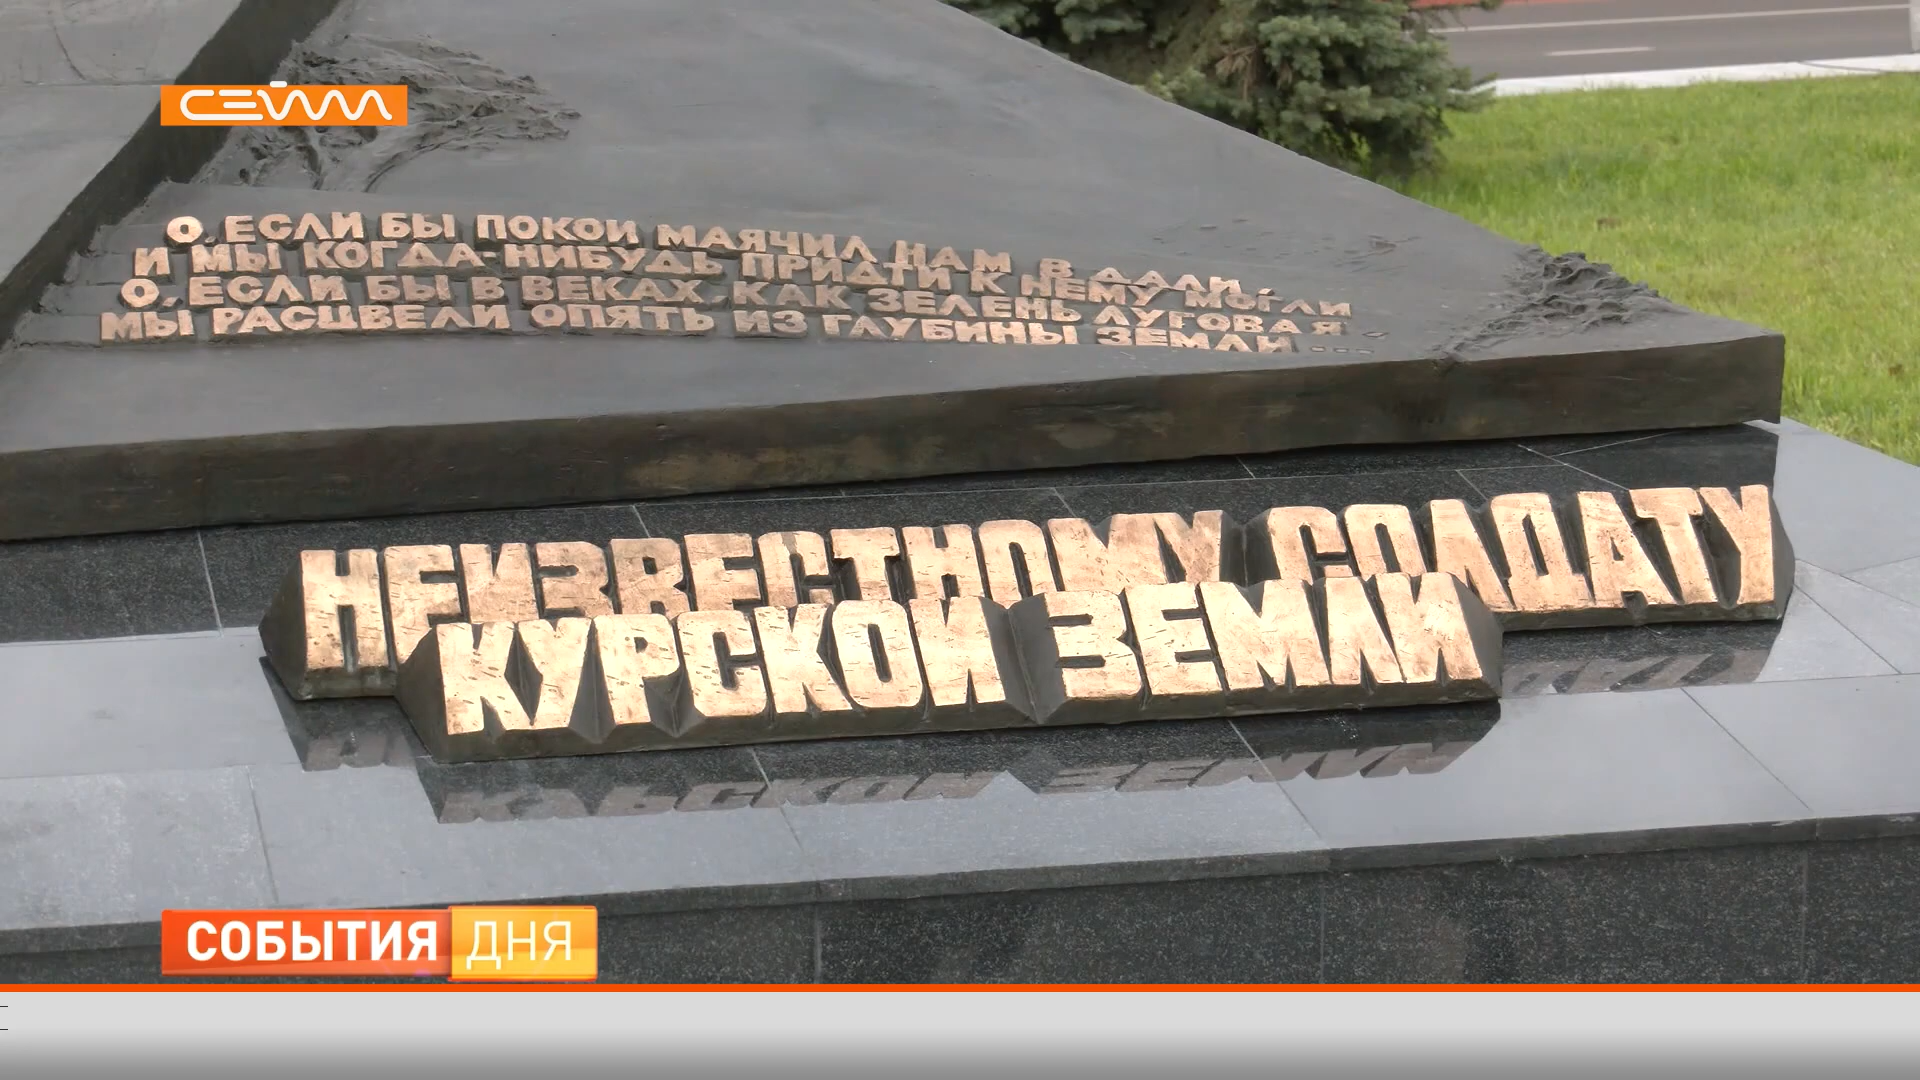 СЕЙМ
О, ЕСЛИ БЫ ПОКОЙ МАЯЧИЛ НАМ В ДАЛИ,
И МЫ КОГДА-НИБУДЬ ПРИДТИ К НЕМУ МОГЛИ
О, ЕСЛИ БЫ В ВЕКАХ, КАК ЗЕЛЕНЬ ЛУГОВАЯ
МЫ РАСЦВЕЛИ ОПЯТЬ ИЗ ГЛУБИНЫ ЗЕМЛИ ...
НЕИЗВЕСТНОМУ СОЛДАТУ
КУРСКОЙ ЗЕМЛИ
СОБЫТИЯ ДНЯ